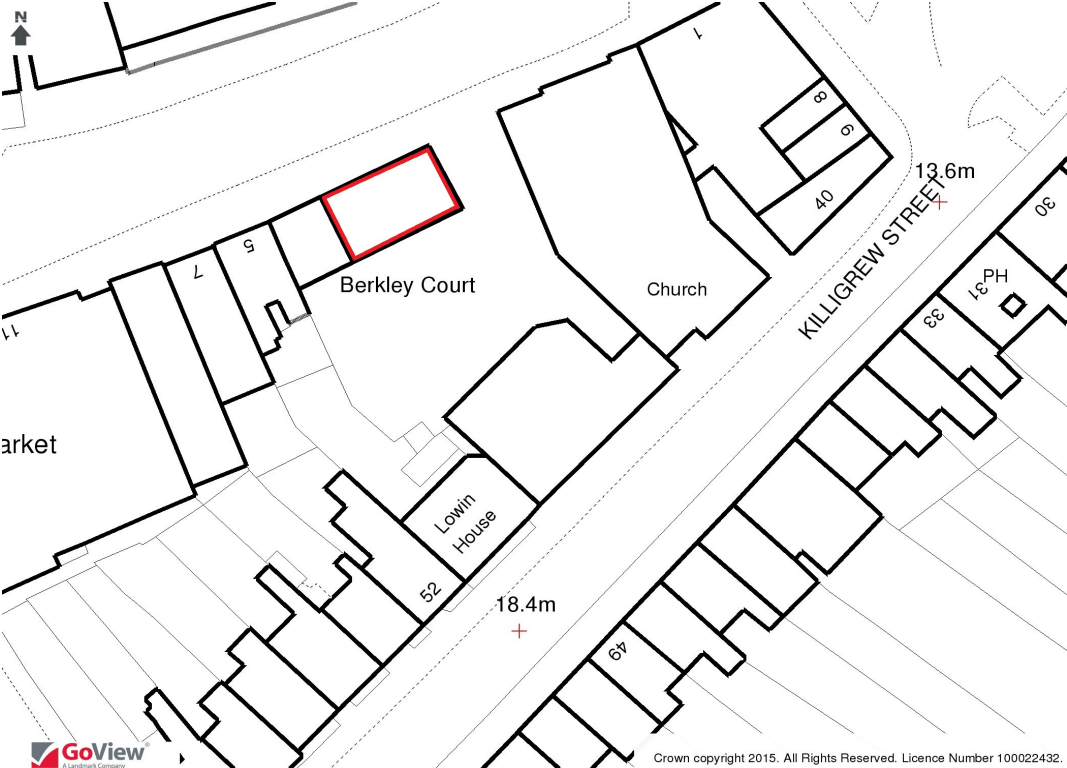 N
1
8
6
40
13.6m
30
KILLIGREW STREET
PH
31
33
5
7
Berkley Court
Church
11
arket
Lowin
House
52
18.4m
49
GoView
A Landmark Company
Crown copyright 2015. All Rights Reserved. Licence Number 100022432.